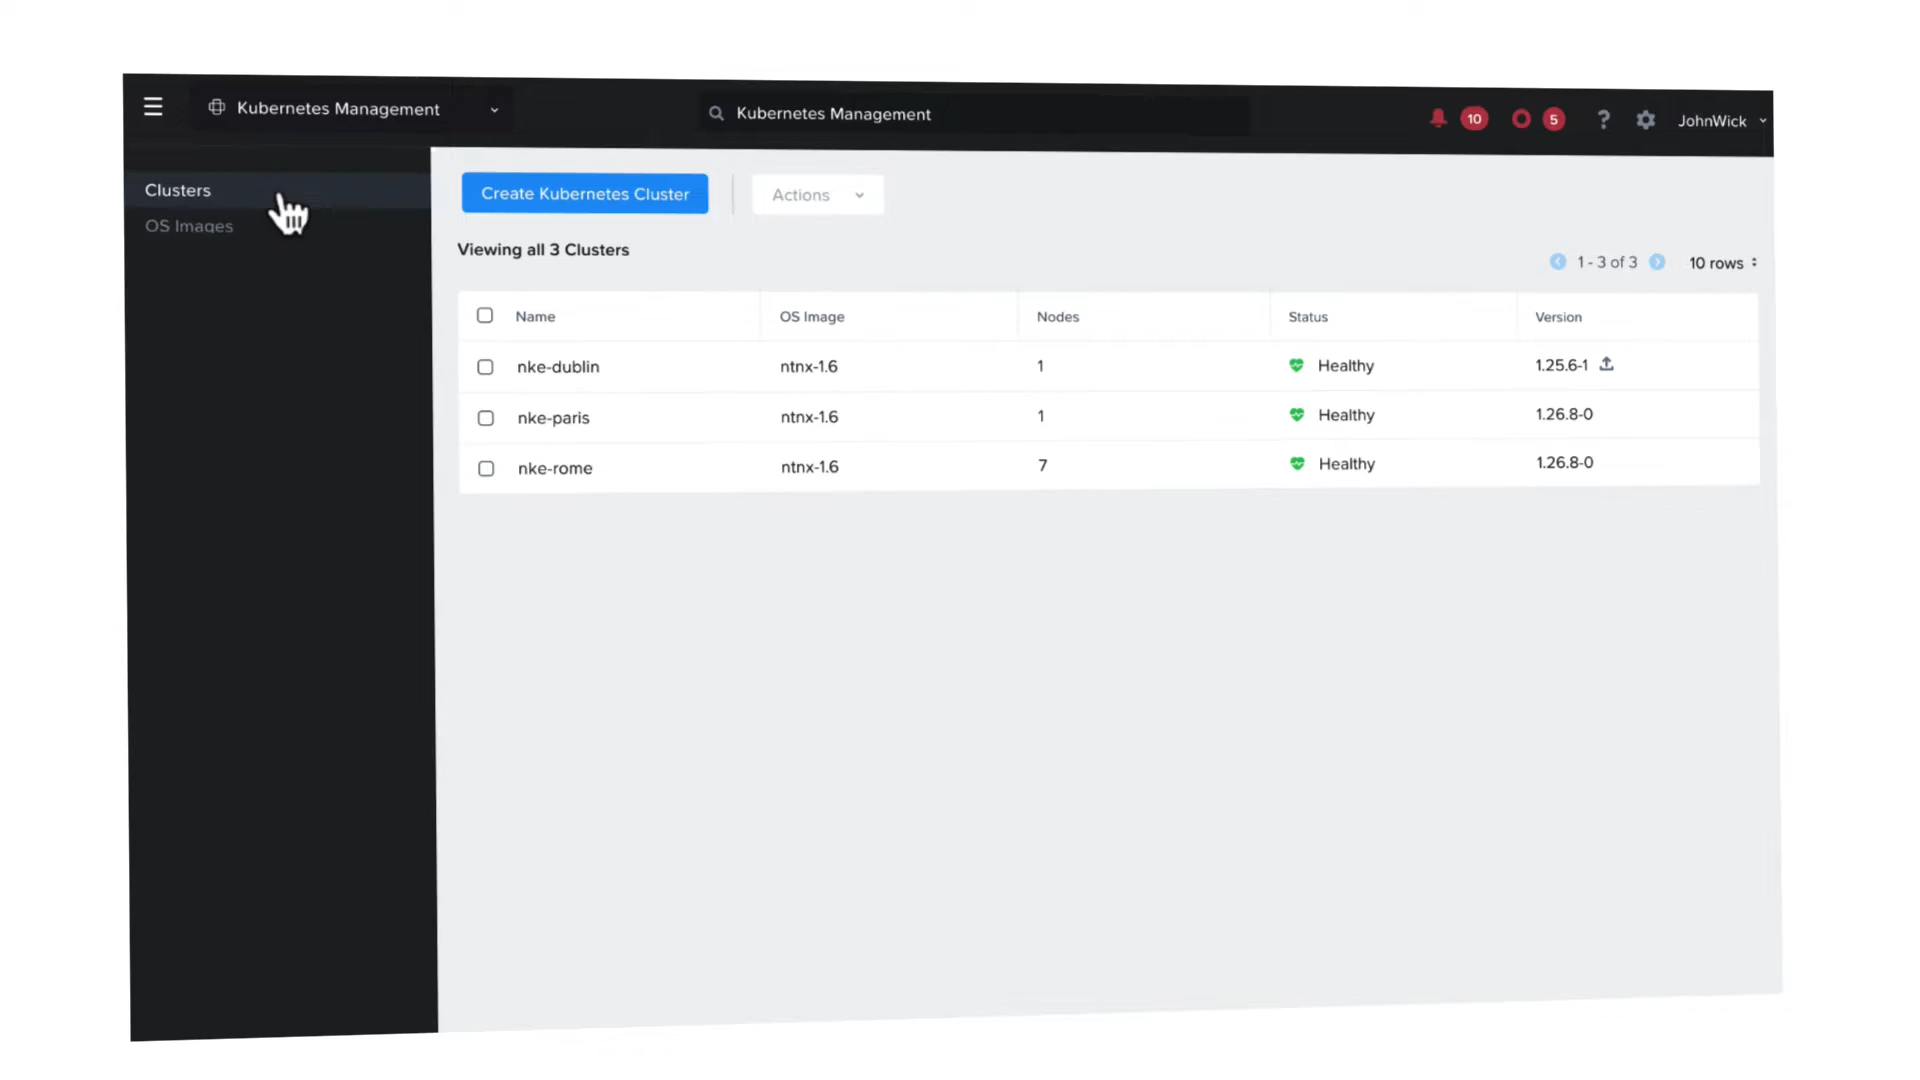 Kubernetes Management
Kubernetes Management
10
5
?
JohnWick
Clusters
OS Images
Create Kubernetes Cluster
Actions
Viewing all 3 Clusters
1 - 3 of 3
10 rows
Name OS Image Nodes Status Version
nke-dublin ntnx-1.6 1 Healthy 1.25.6-1
nke-paris ntnx-1.6 1 Healthy 1.26.8-0
nke-rome ntnx-1.6 7 Healthy 1.26.8-0